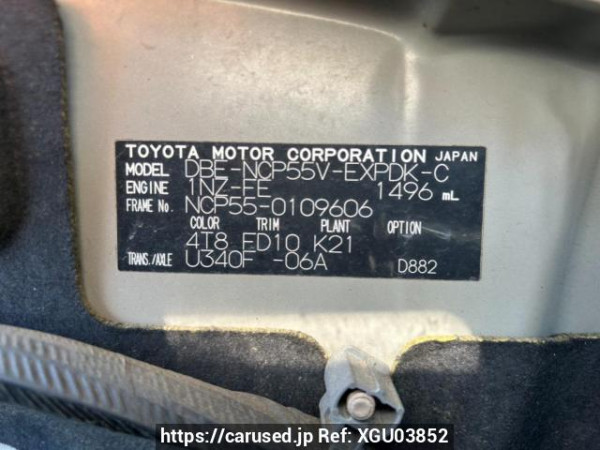 TOYOTA MOTOR CORPORATION JAPAN
MODEL DBE-NCP55V-EXPDK-C
ENGINE 1NZ-FE 1496 mL
FRAME No. NCP55-0109606
COLOR TRIM PLANT OPTION
4T8 FD10 K21
TRANS./AXLE U340F -06A D882
https://carused.jp Ref: XGU03852